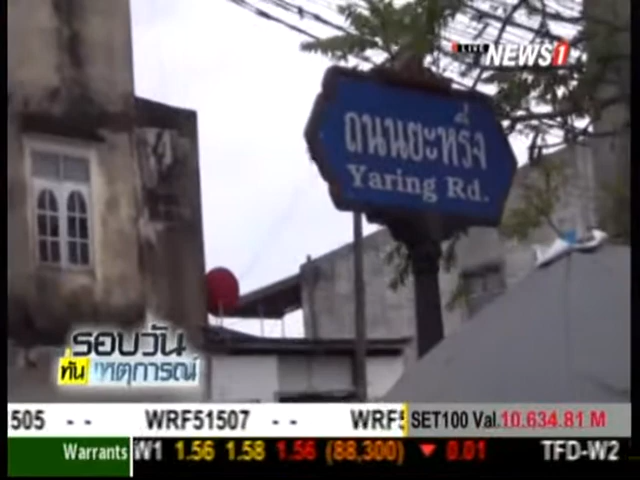 LIVE NEWS1
ถนนยะหริ่ง
Yaring Rd.
รอบวัน
ทันเหตุการณ์
505 -- WRF51507 -- WRF5 SET100 Val.10.634.81 M
Warrants W1 1.56 1.58 1.56 (88,300) ▼ 0.01 TFD-W2